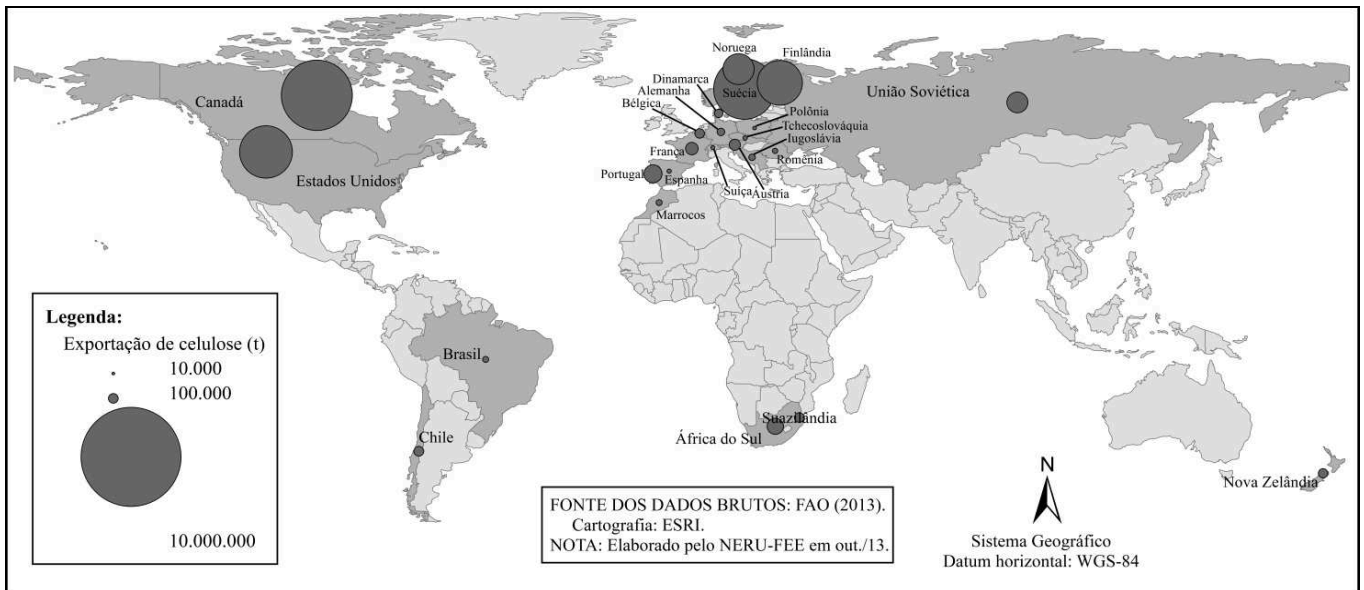 Noruega
Finlândia
Dinamarca
Alemanha
Bélgica
Suécia
União Soviética
Canadá
Polônia
Tchecoslováquia
Iugoslávia
França
Romênia
Estados Unidos
Portugal
Espanha
Suiça
Áustria
Marrocos
Legenda:
Exportação de celulose (t)
10.000
100.000
10.000.000
Brasil
Chile
Suazilândia
África do Sul
Nova Zelândia
FONTE DOS DADOS BRUTOS: FAO (2013).
Cartografia: ESRI.
NOTA: Elaborado pelo NERU-FEE em out./13.
N
Sistema Geográfico
Datum horizontal: WGS-84